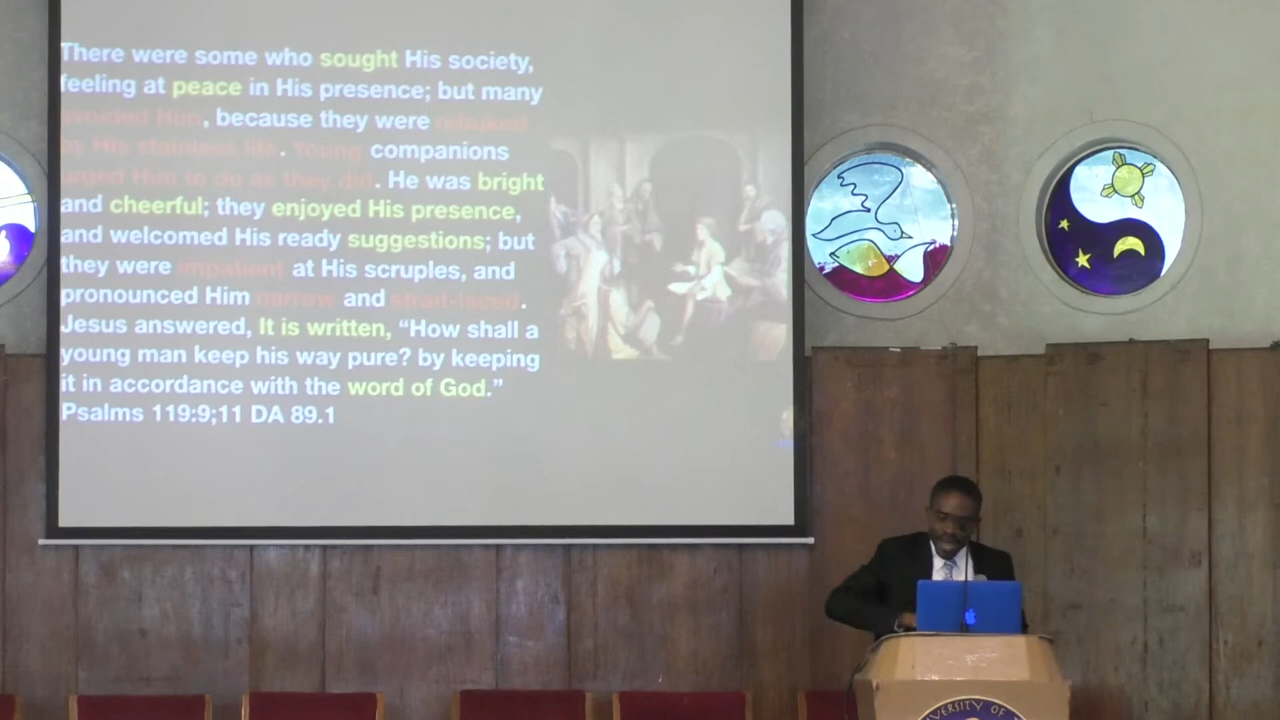 There were some who sought His society,
feeling at peace in His presence; but many
avoided Him, because they were rebuked
by His stainless life. Young companions
urged Him to do as they did. He was bright
and cheerful; they enjoyed His presence,
and welcomed His ready suggestions; but
they were impatient at His scruples, and
pronounced Him narrow and strait-laced.
Jesus answered, It is written, “How shall a
young man keep his way pure? by keeping
it in accordance with the word of God.”
Psalms 119:9;11 DA 89.1
VERSITY OF